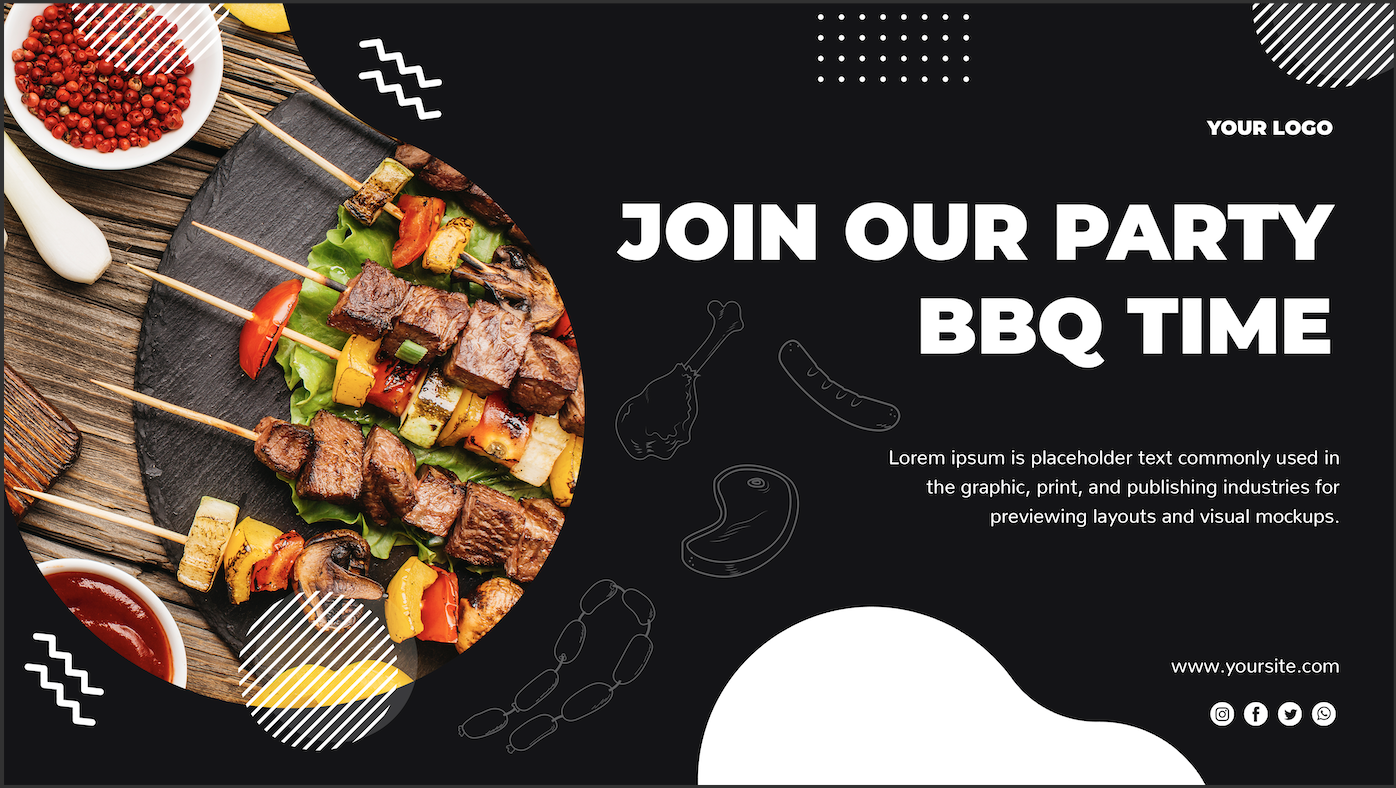 YOUR LOGO
JOIN OUR PARTY
BBQ TIME
Lorem ipsum is placeholder text commonly used in
the graphic, print, and publishing industries for
previewing layouts and visual mockups.
www.yoursite.com